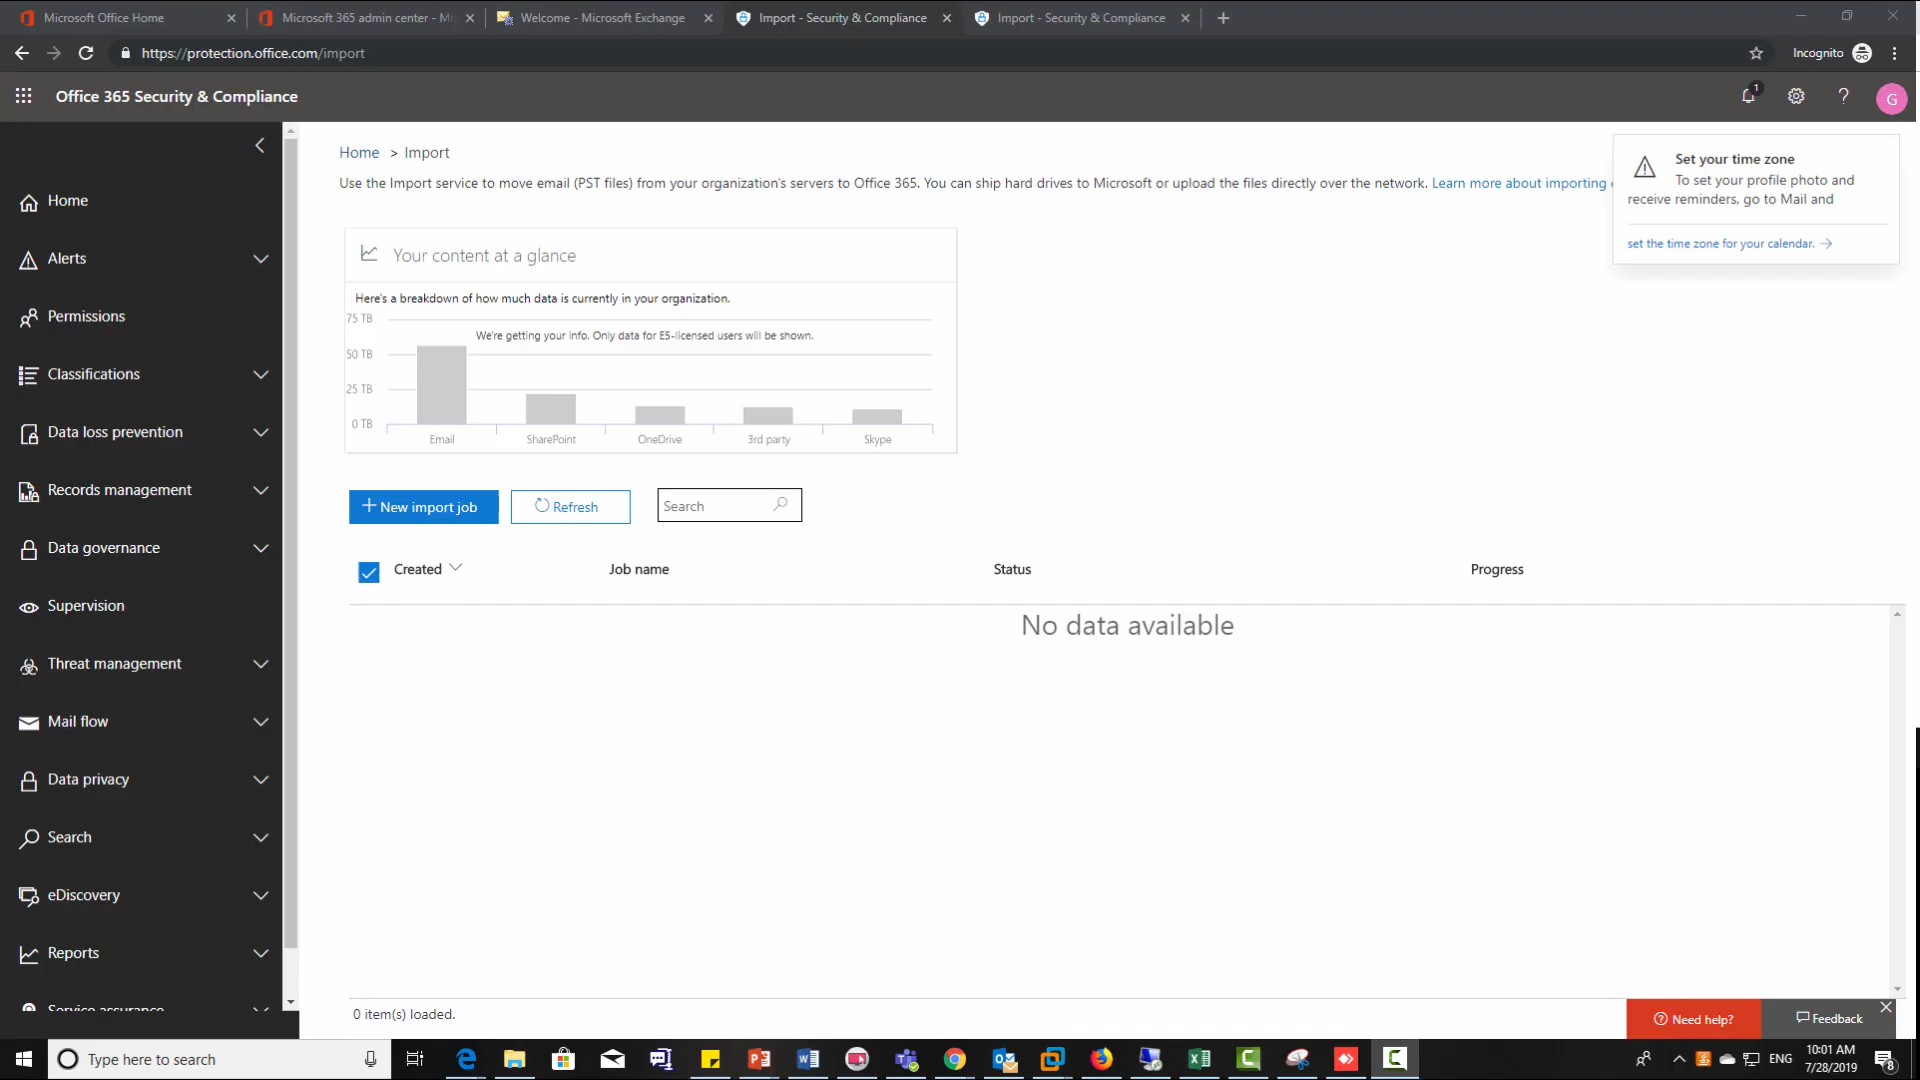 Microsoft Office Home
Microsoft 365 admin center - Mi
Welcome - Microsoft Exchange
Import - Security & Compliance
Import - Security & Compliance
https://protection.office.com/import
Incognito
Office 365 Security & Compliance
1
G
Home
Alerts
Permissions
Classifications
Data loss prevention
Records management
Data governance
Supervision
Threat management
Mail flow
Data privacy
Search
eDiscovery
Reports
Service assurance
Home > Import
Use the Import service to move email (PST files) from your organization's servers to Office 365. You can ship hard drives to Microsoft or upload the files directly over the network. Learn more about importing
Set your time zone
To set your profile photo and
receive reminders, go to Mail and
set the time zone for your calendar.
Your content at a glance
Here's a breakdown of how much data is currently in your organization.
75 TB
We're getting your info. Only data for E5-licensed users will be shown.
50 TB
25 TB
0 TB
Email SharePoint OneDrive 3rd party Skype
New import job
Refresh
Search
Created Job name Status Progress
No data available
0 item(s) loaded.
Need help?
Feedback
Type here to search
ENG
10:01 AM
7/28/2019
8